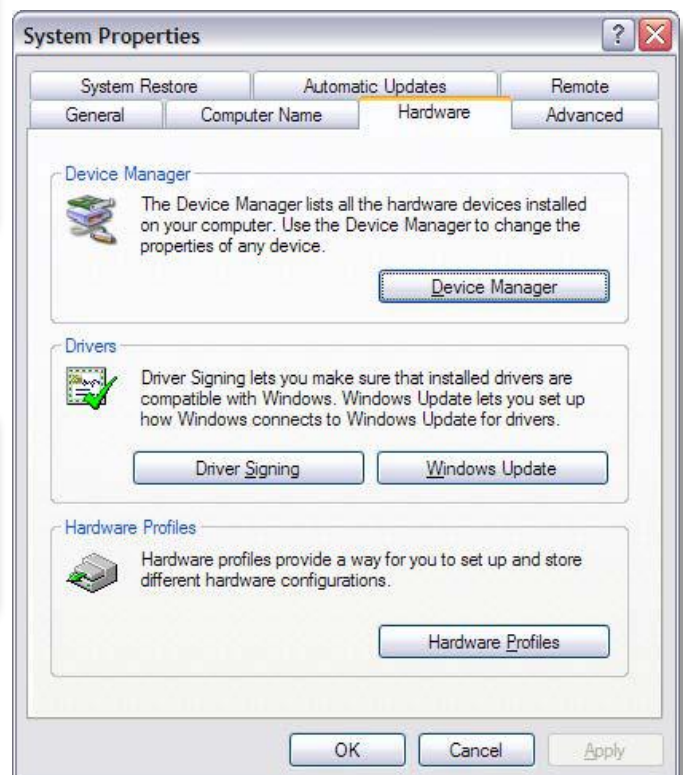 System Properties
System Restore Automatic Updates Remote
General Computer Name Hardware Advanced
Device Manager
The Device Manager lists all the hardware devices installed
on your computer. Use the Device Manager to change the
properties of any device.
Device Manager
Drivers
Driver Signing lets you make sure that installed drivers are
compatible with Windows. Windows Update lets you set up
how Windows connects to Windows Update for drivers.
Driver Signing Windows Update
Hardware Profiles
Hardware profiles provide a way for you to set up and store
different hardware configurations.
Hardware Profiles
OK Cancel Apply